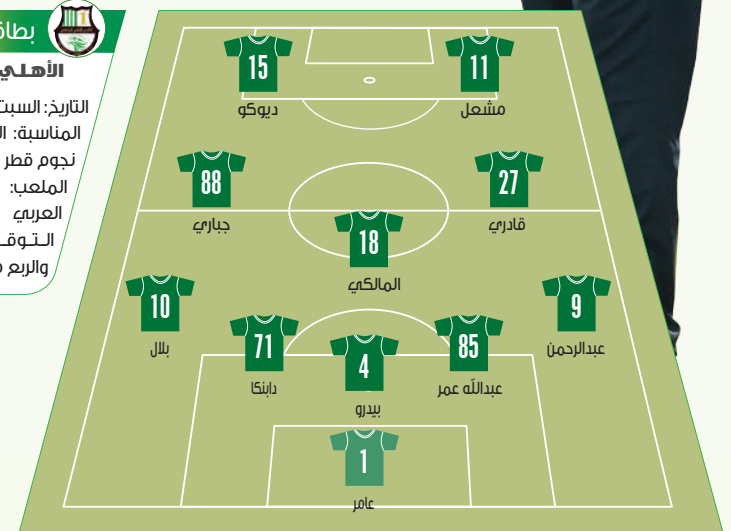 بطاقة
الأهلي
التاريخ: السبت
المناسبة:
نجوم قطر
الملعب:
العربي
الـتـوقـ
والربع
11
15
مشعل
ديوكو
27
88
قادري
جباري
18
المالكي
9
10
عبدالرحمن
بلال
85
71
4
عبدالله عمر
دابنكا
بيدرو
1
عامر